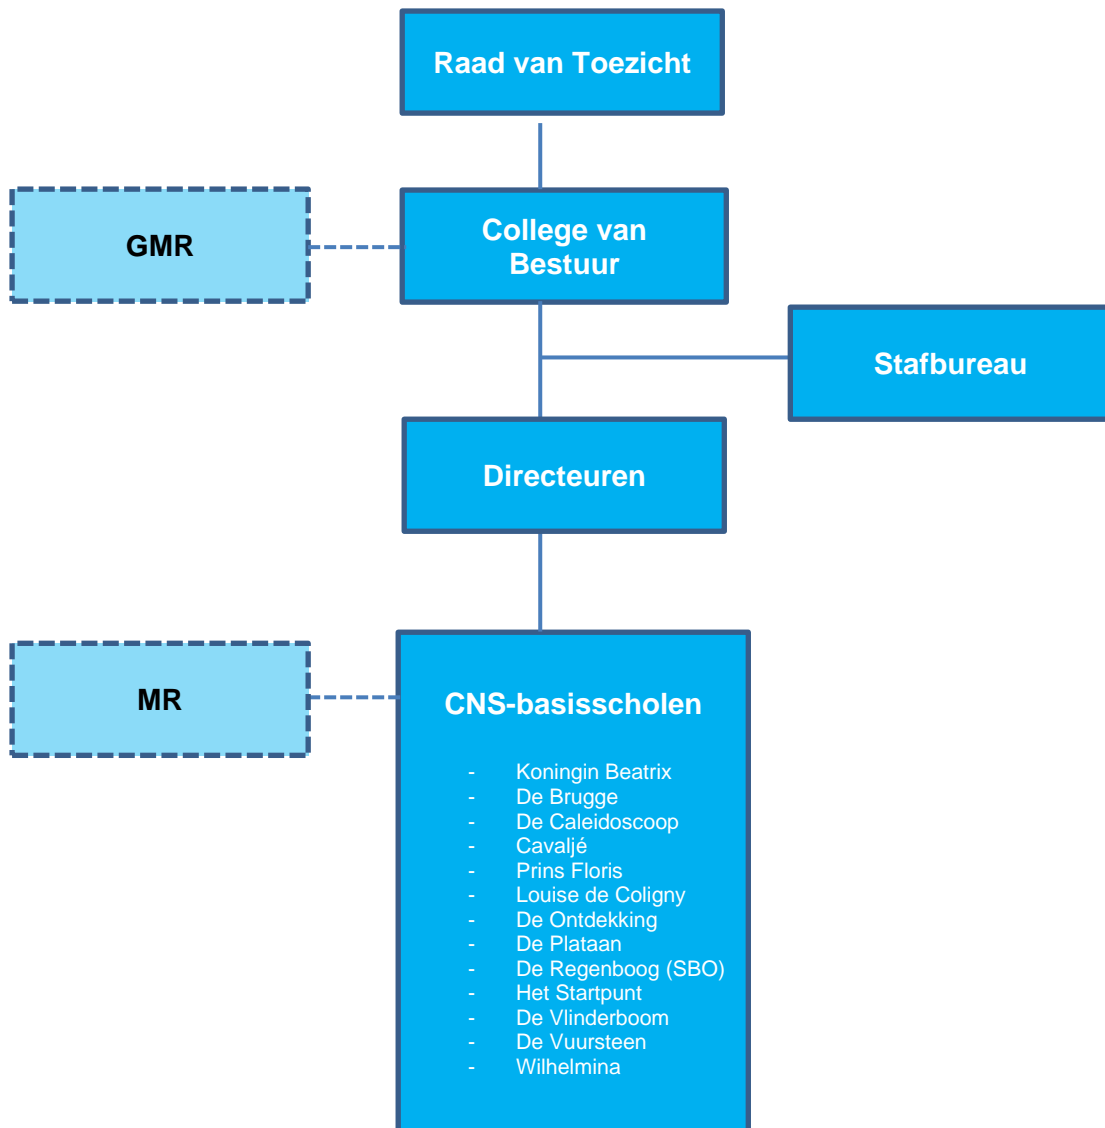 Raad van Toezicht
GMR
College van
Bestuur
Stafbureau
Directeuren
MR
CNS-basisscholen
- Koningin Beatrix
- De Brugge
- De Caleidoscoop
- Cavaljé
- Prins Floris
- Louise de Coligny
- De Ontdekking
- De Plataan
- De Regenboog (SBO)
- Het Startpunt
- De Vlinderboom
- De Vuursteen
- Wilhelmina